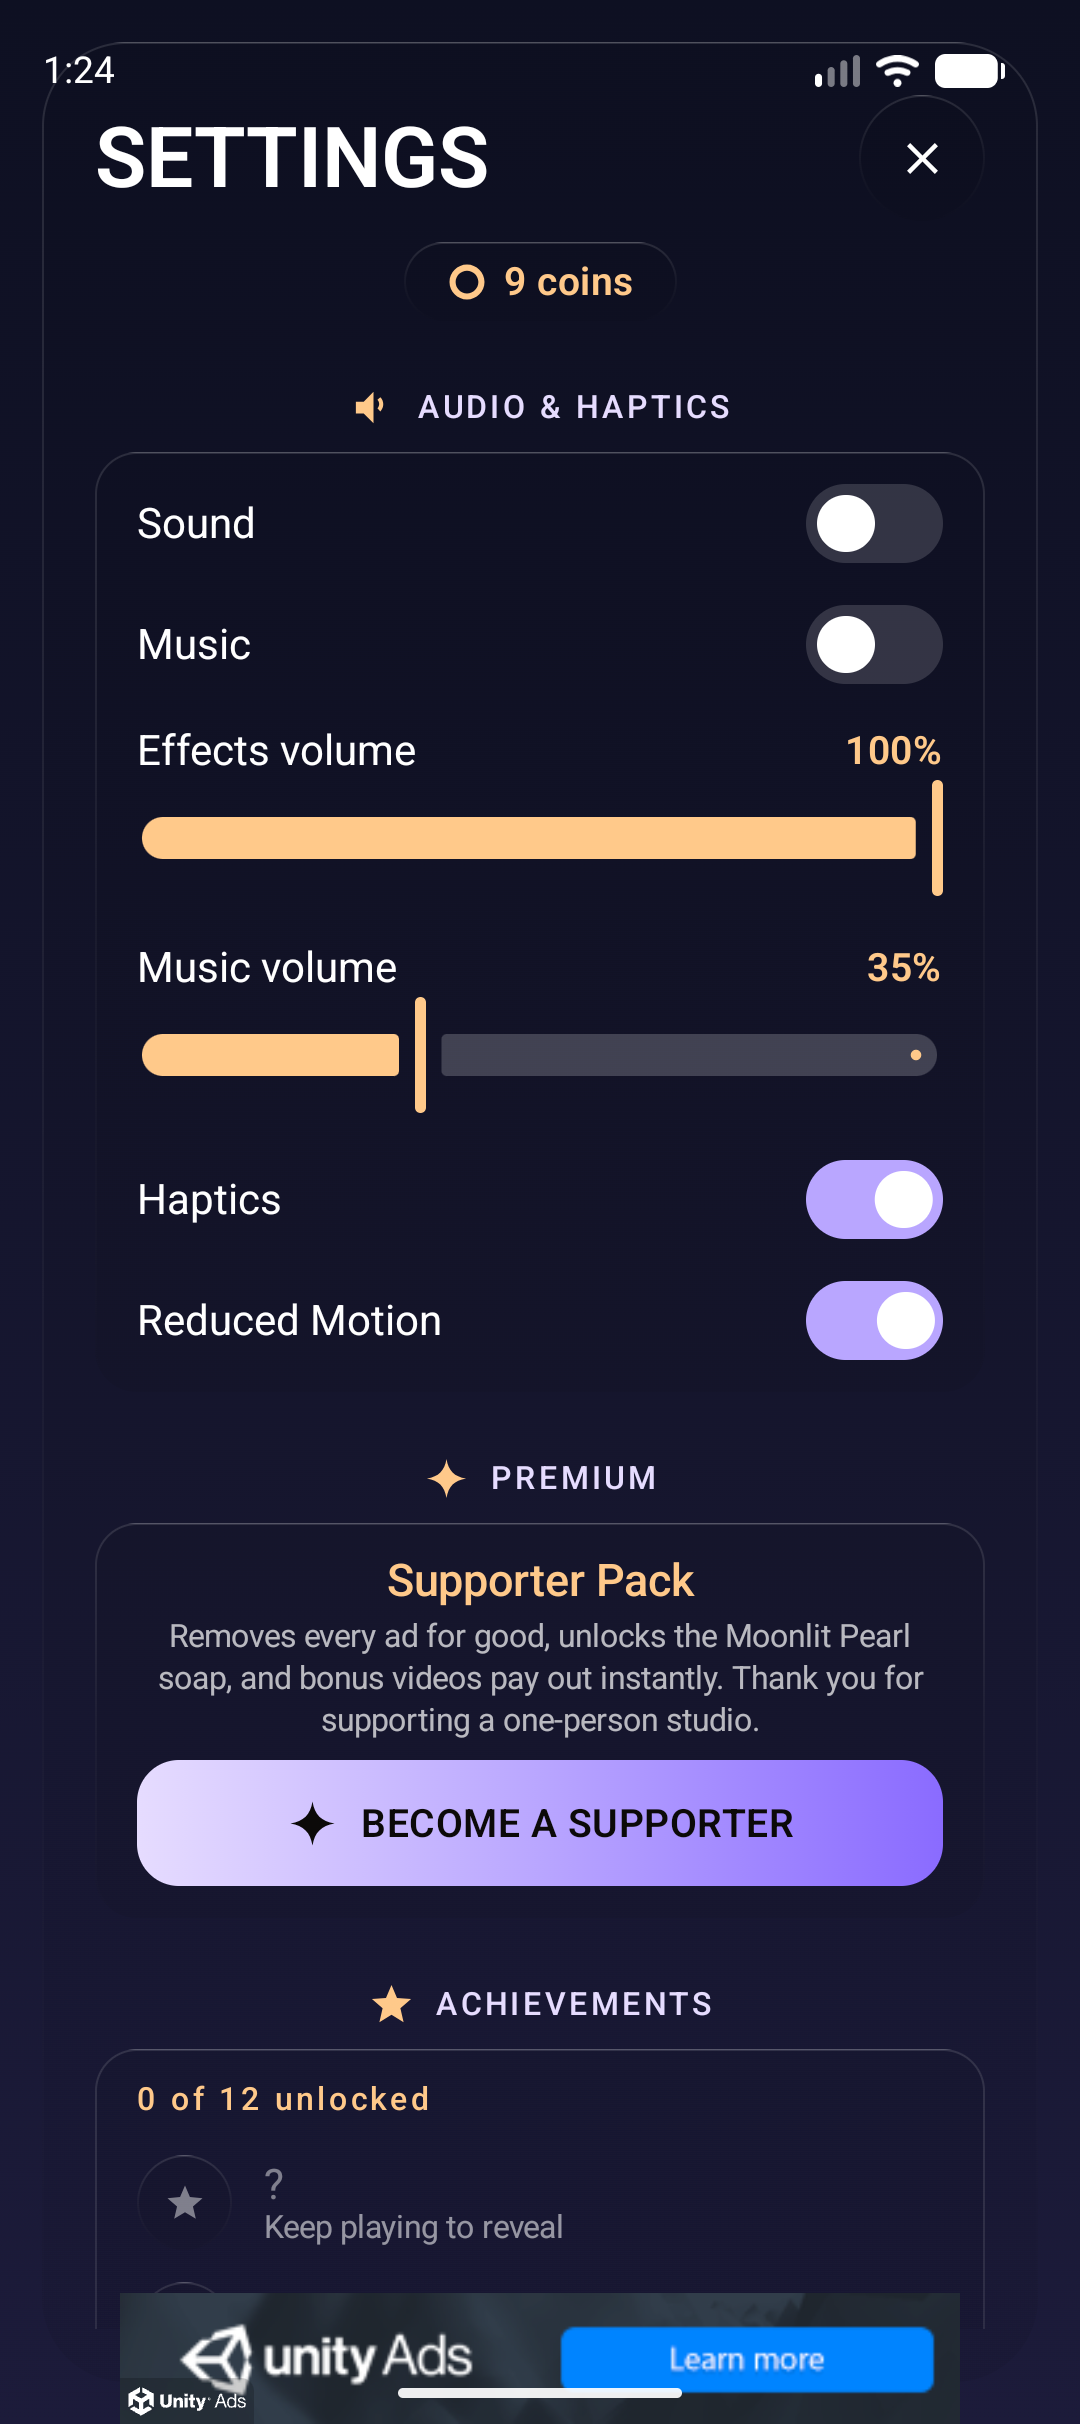 1:24
SETTINGS
9 coins
AUDIO & HAPTICS
Sound
Music
Effects volume
100%
Music volume
35%
Haptics
Reduced Motion
PREMIUM
Supporter Pack
Removes every ad for good, unlocks the Moonlit Pearl
soap, and bonus videos pay out instantly. Thank you for
supporting a one-person studio.
BECOME A SUPPORTER
ACHIEVEMENTS
0 of 12 unlocked
?
Keep playing to reveal
unity Ads
Learn more
Unity Ads